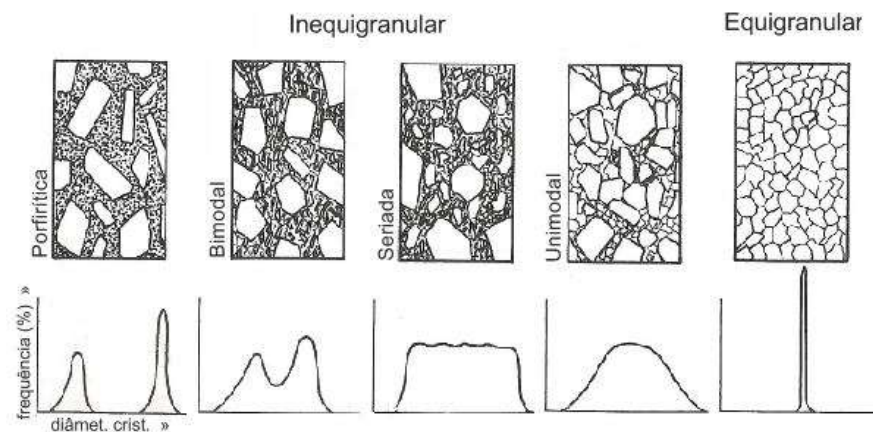 Inequigranular
Equigranular
Porfirítica
Bimodal
Seriada
Unimodal
frequência (%) »
diâmet. crist. »